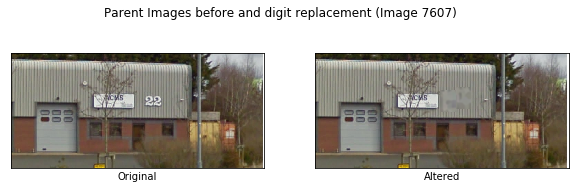 Parent Images before and digit replacement (Image 7607)
22
Original
Altered